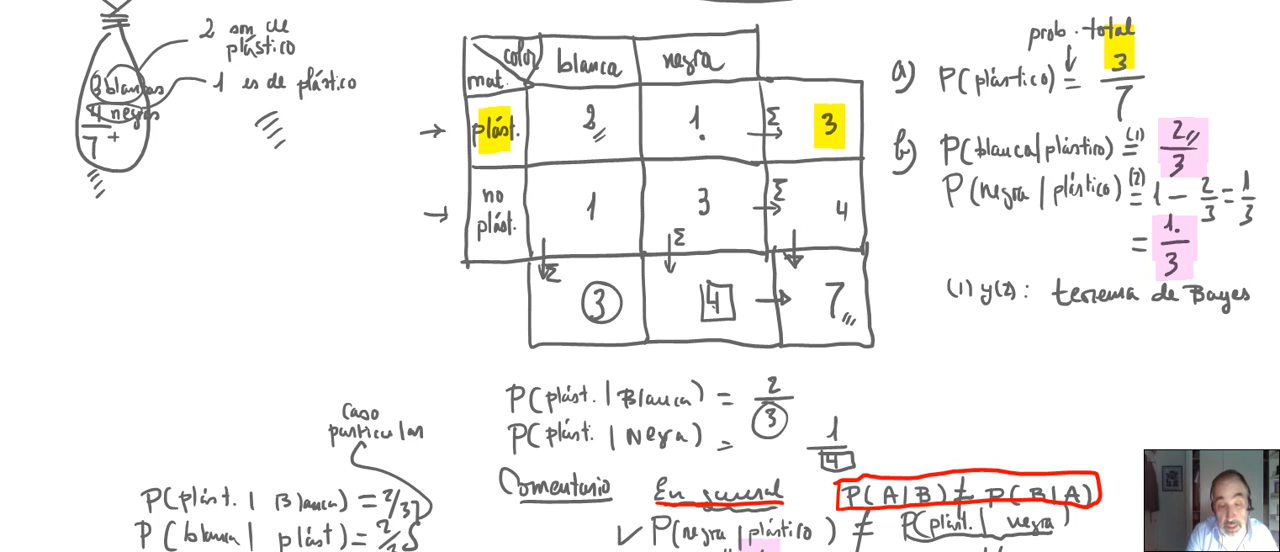 2 son de
plástico
3 blancas
1 es de plástico
4 negras
7 +
color
mat.
blanca
negra
plást.
2
1
Σ
3
no
plást.
1
3
Σ
4
Σ
Σ
3
4
7
prob. total
a) P(plástico) = 3/7
b) P(blanca/plástico) (1)= 2/3
P(negra/plástico) (2)= 1 - 2/3 = 1/3
= 1/3
(1) y (2): teorema de Bayes
P(plást. | Blanca) = 2/3
P(plást. | Negra) = 1/4
Caso
particular
P(plást. | Blanca) = 2/3
P(blanca | plást) = 2/3
Comentario
En general
P(A|B) ≠ P(B|A)
✓ P(negra | plástico) ≠ P(plást. | negra)